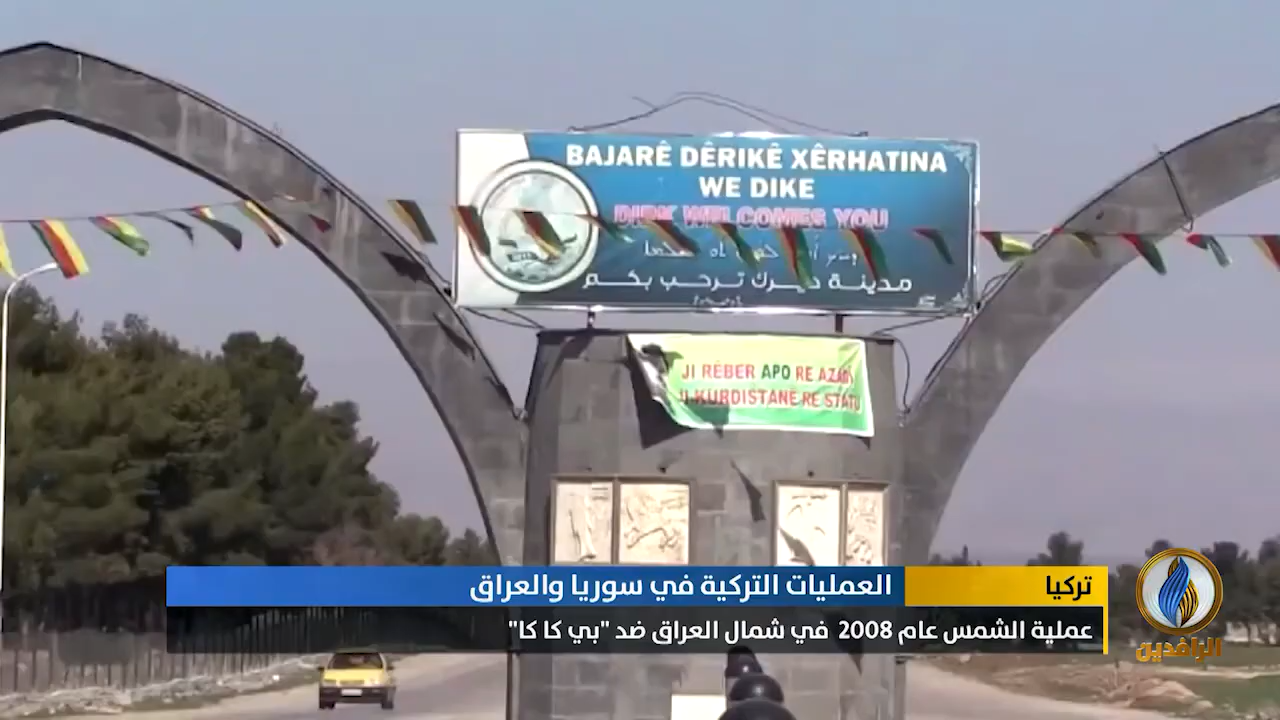 BAJARÊ DÊRIKÊ XÊRHATINA
WE DIKE
DIRK WELCOMES YOU
مدينة ديرك ترحب بكم
JI RÊBER APO RE AZADÎ
JI KURDISTANÊ RE STATU
تركيا
العمليات التركية في سوريا والعراق
عملية الشمس عام 2008 في شمال العراق ضد "بي كا كا"
الرافدين